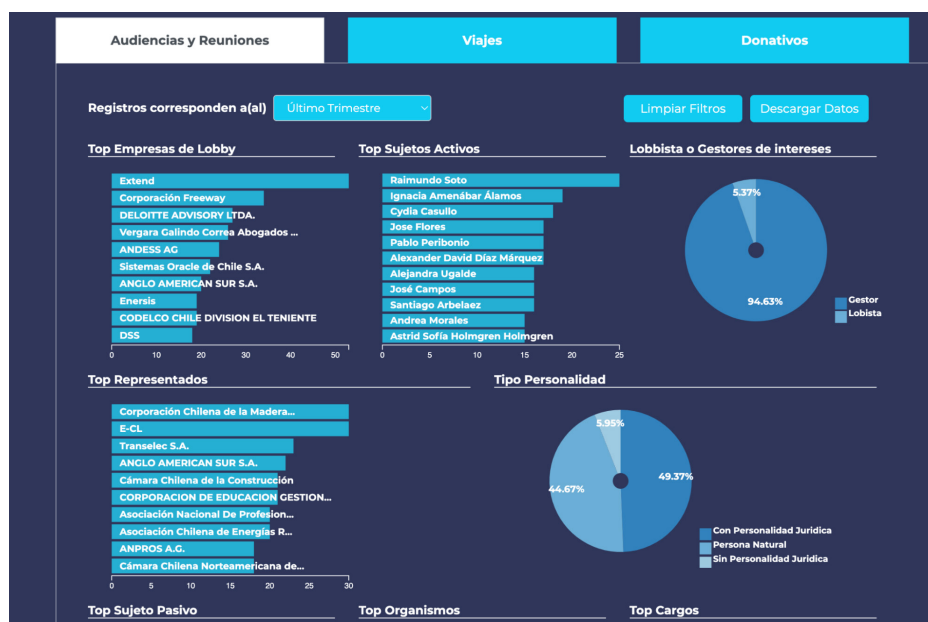 Audiencias y Reuniones
Viajes
Donativos
Registros corresponden a(al)
Último Trimestre
Limpiar Filtros
Descargar Datos
Top Empresas de Lobby
Extend
Corporación Freeway
DELOITTE ADVISORY LTDA.
Vergara Galindo Correa Abogados ...
ANDESS AG
Sistemas Oracle de Chile S.A.
ANGLO AMERICAN SUR S.A.
Enersis
CODELCO CHILE DIVISION EL TENIENTE
DSS
0 10 20 30 40 50
Top Sujetos Activos
Raimundo Soto
Ignacia Amenábar Álamos
Cydia Casullo
Jose Flores
Pablo Peribonio
Alexander David Díaz Márquez
Alejandra Ugalde
José Campos
Santiago Arbelaez
Andrea Morales
Astrid Sofía Holmgren Holmgren
0 5 10 15 20 25
Lobbista o Gestores de intereses
5.37%
94.63%
Gestor
Lobista
Top Representados
Corporación Chilena de la Madera...
E-CL
Transelec S.A.
ANGLO AMERICAN SUR S.A.
Cámara Chilena de la Construcción
CORPORACION DE EDUCACION GESTION...
Asociación Nacional De Profesion...
Asociación Chilena de Energías R...
ANPROS A.G.
Cámara Chilena Norteamericana de...
0 5 10 15 20 25 30
Tipo Personalidad
5.95%
49.37%
44.67%
Con Personalidad Juridica
Persona Natural
Sin Personalidad Juridica
Top Sujeto Pasivo
Top Organismos
Top Cargos